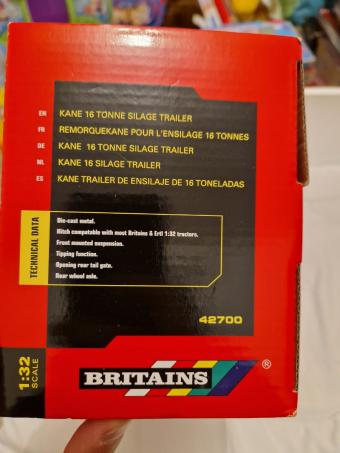 EN KANE 16 TONNE SILAGE TRAILER
FR REMORQUEKANE POUR L'ENSILAGE 16 TONNES
DE KANE 16 TONNE SILAGE TRAILER
NL KANE 16 SILAGE TRAILER
ES KANE TRAILER DE ENSILAJE DE 16 TONELADAS
TECHNICAL DATA
Die-cast metal.
Hitch compatable with most Britains & Ertl 1:32 tractors.
Front mounted suspension.
Tipping function.
Opening rear tail gate.
Rear wheel axle.
42700
1:32
SCALE
BRITAINS ®